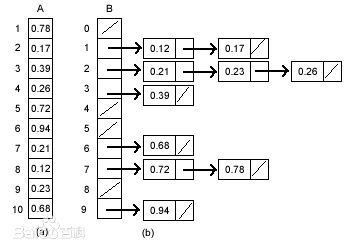 A B
1 0.78 0
2 0.17 1 0.12 0.17
3 0.39 2 0.21 0.23 0.26
4 0.26 3 0.39
5 0.72 4
6 0.94 5
7 0.21 6 0.68
8 0.12 7 0.72 0.78
9 0.23 8
10 0.68 9 0.94
(a) (b)